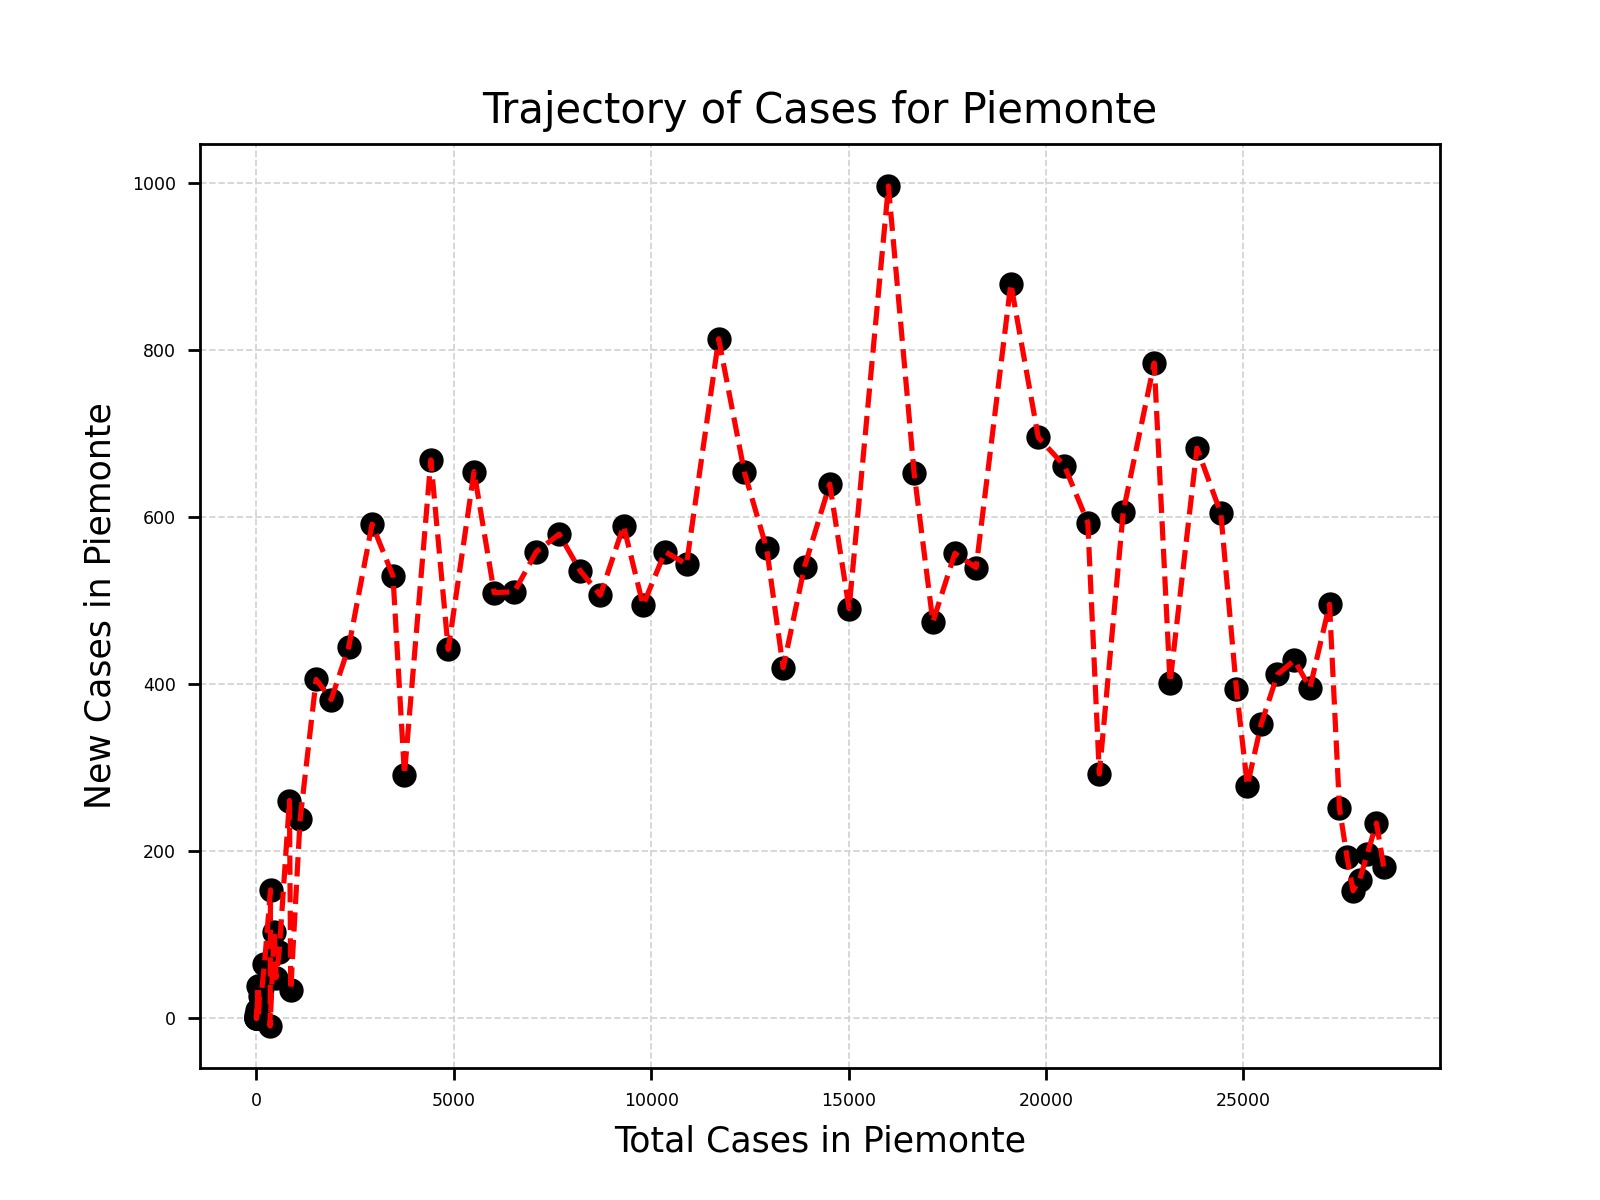 Trajectory of Cases for Piemonte
1000
800
600
400
200
0
New Cases in Piemonte
0 5000 10000 15000 20000 25000
Total Cases in Piemonte